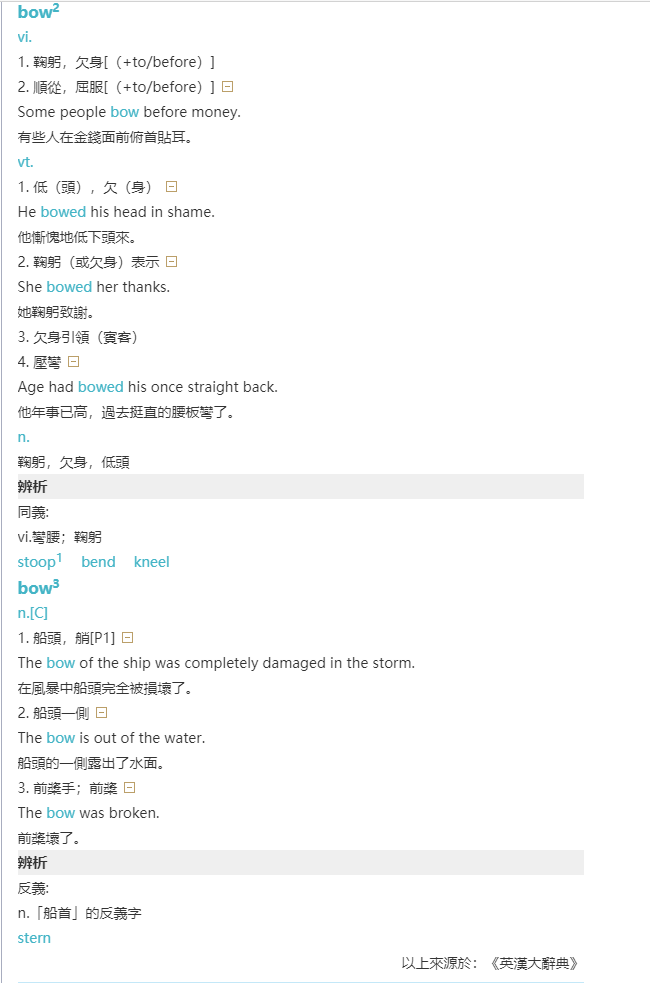 bow²
vi.
1. 鞠躬，欠身[（+to/before）]
2. 順從，屈服[（+to/before）]
Some people bow before money.
有些人在金錢面前俯首貼耳。
vt.
1. 低（頭），欠（身）
He bowed his head in shame.
他慚愧地低下頭來。
2. 鞠躬（或欠身）表示
She bowed her thanks.
她鞠躬致謝。
3. 欠身引領（賓客）
4. 壓彎
Age had bowed his once straight back.
他年事已高，過去挺直的腰板彎了。
n.
鞠躬，欠身，低頭
辨析
同義:
vi.彎腰；鞠躬
stoop¹ bend kneel
bow³
n.[C]
1. 船頭，艏[P1]
The bow of the ship was completely damaged in the storm.
在風暴中船頭完全被損壞了。
2. 船頭一側
The bow is out of the water.
船頭的一側露出了水面。
3. 前槳手；前槳
The bow was broken.
前槳壞了。
辨析
反義:
n.「船首」的反義字
stern
以上來源於：《英漢大辭典》